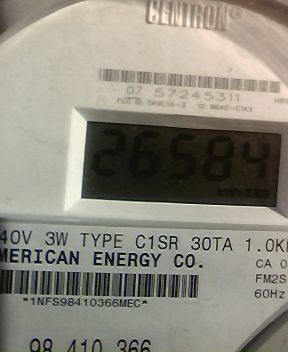 CENTRON
07 57245311
26584
kWh
40V 3W TYPE C1SR 30TA 1.0K
MERICAN ENERGY CO.
CA 0
FM2S
60Hz
*1NFS98410366MEC*
98 410 366